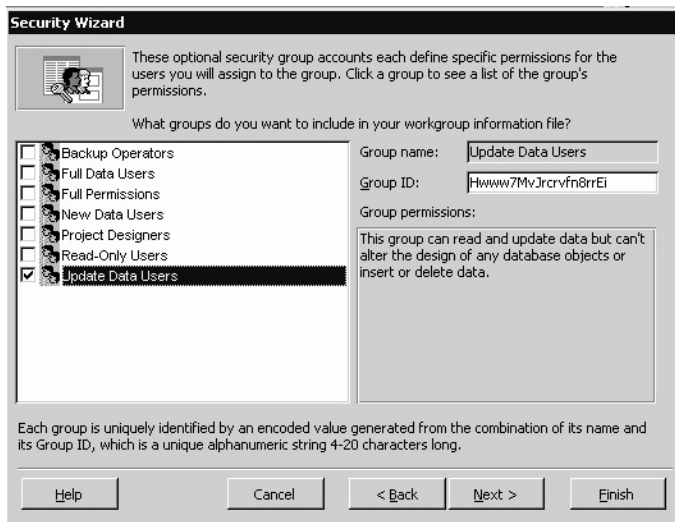 Security Wizard
These optional security group accounts each define specific permissions for the
users you will assign to the group. Click a group to see a list of the group's
permissions.
What groups do you want to include in your workgroup information file?
Backup Operators
Full Data Users
Full Permissions
New Data Users
Project Designers
Read-Only Users
Update Data Users
Group name: Update Data Users
Group ID: Hwww7MvJrcrvfn8rrEi
Group permissions:
This group can read and update data but can't
alter the design of any database objects or
insert or delete data.
Each group is uniquely identified by an encoded value generated from the combination of its name and
its Group ID, which is a unique alphanumeric string 4-20 characters long.
Help Cancel < Back Next > Finish